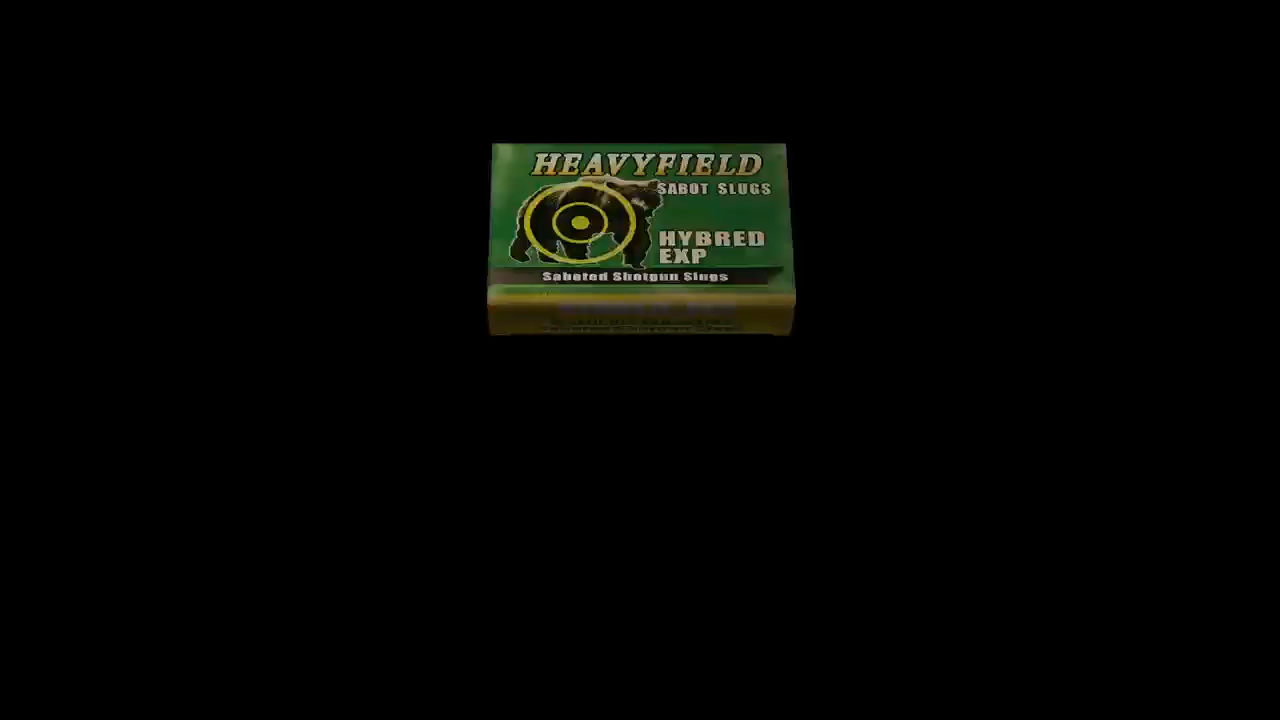 HEAVYFIELD
SABOT SLUGS
HYBRED
EXP
Saboted Shotgun Slugs